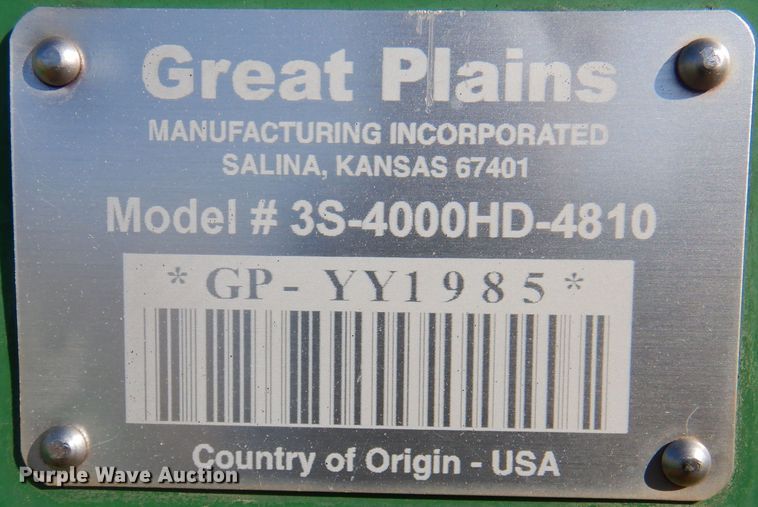 Great Plains
MANUFACTURING INCORPORATED
SALINA, KANSAS 67401
Model # 3S-4000HD-4810
*GP-YY1985*
Country of Origin - USA
Purple Wave Auction